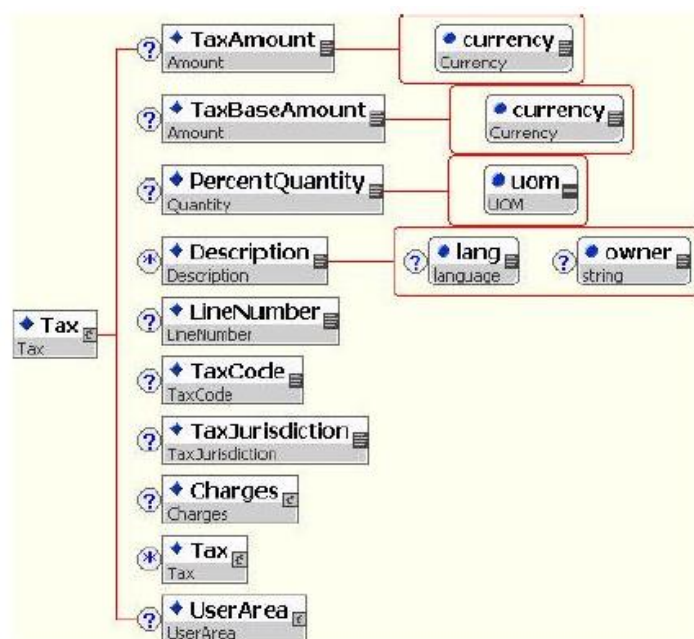 TaxAmount
Amount
currency
Currency
TaxBaseAmount
Amount
currency
Currency
PercentQuantity
Quantity
uom
UOM
Description
Description
lang
language
owner
string
LineNumber
LineNumber
Tax
Tax
TaxCode
TaxCode
TaxJurisdiction
TaxJurisdiction
Charges
Charges
Tax
Tax
UserArea
UserArea